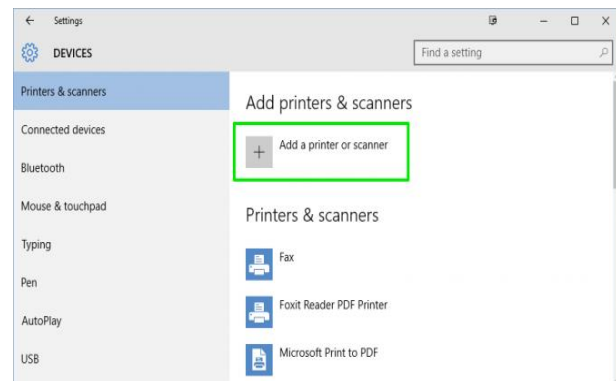 Settings
DEVICES
Find a setting
Printers & scanners
Connected devices
Bluetooth
Mouse & touchpad
Typing
Pen
AutoPlay
USB
Add printers & scanners
Add a printer or scanner
Printers & scanners
Fax
Foxit Reader PDF Printer
Microsoft Print to PDF